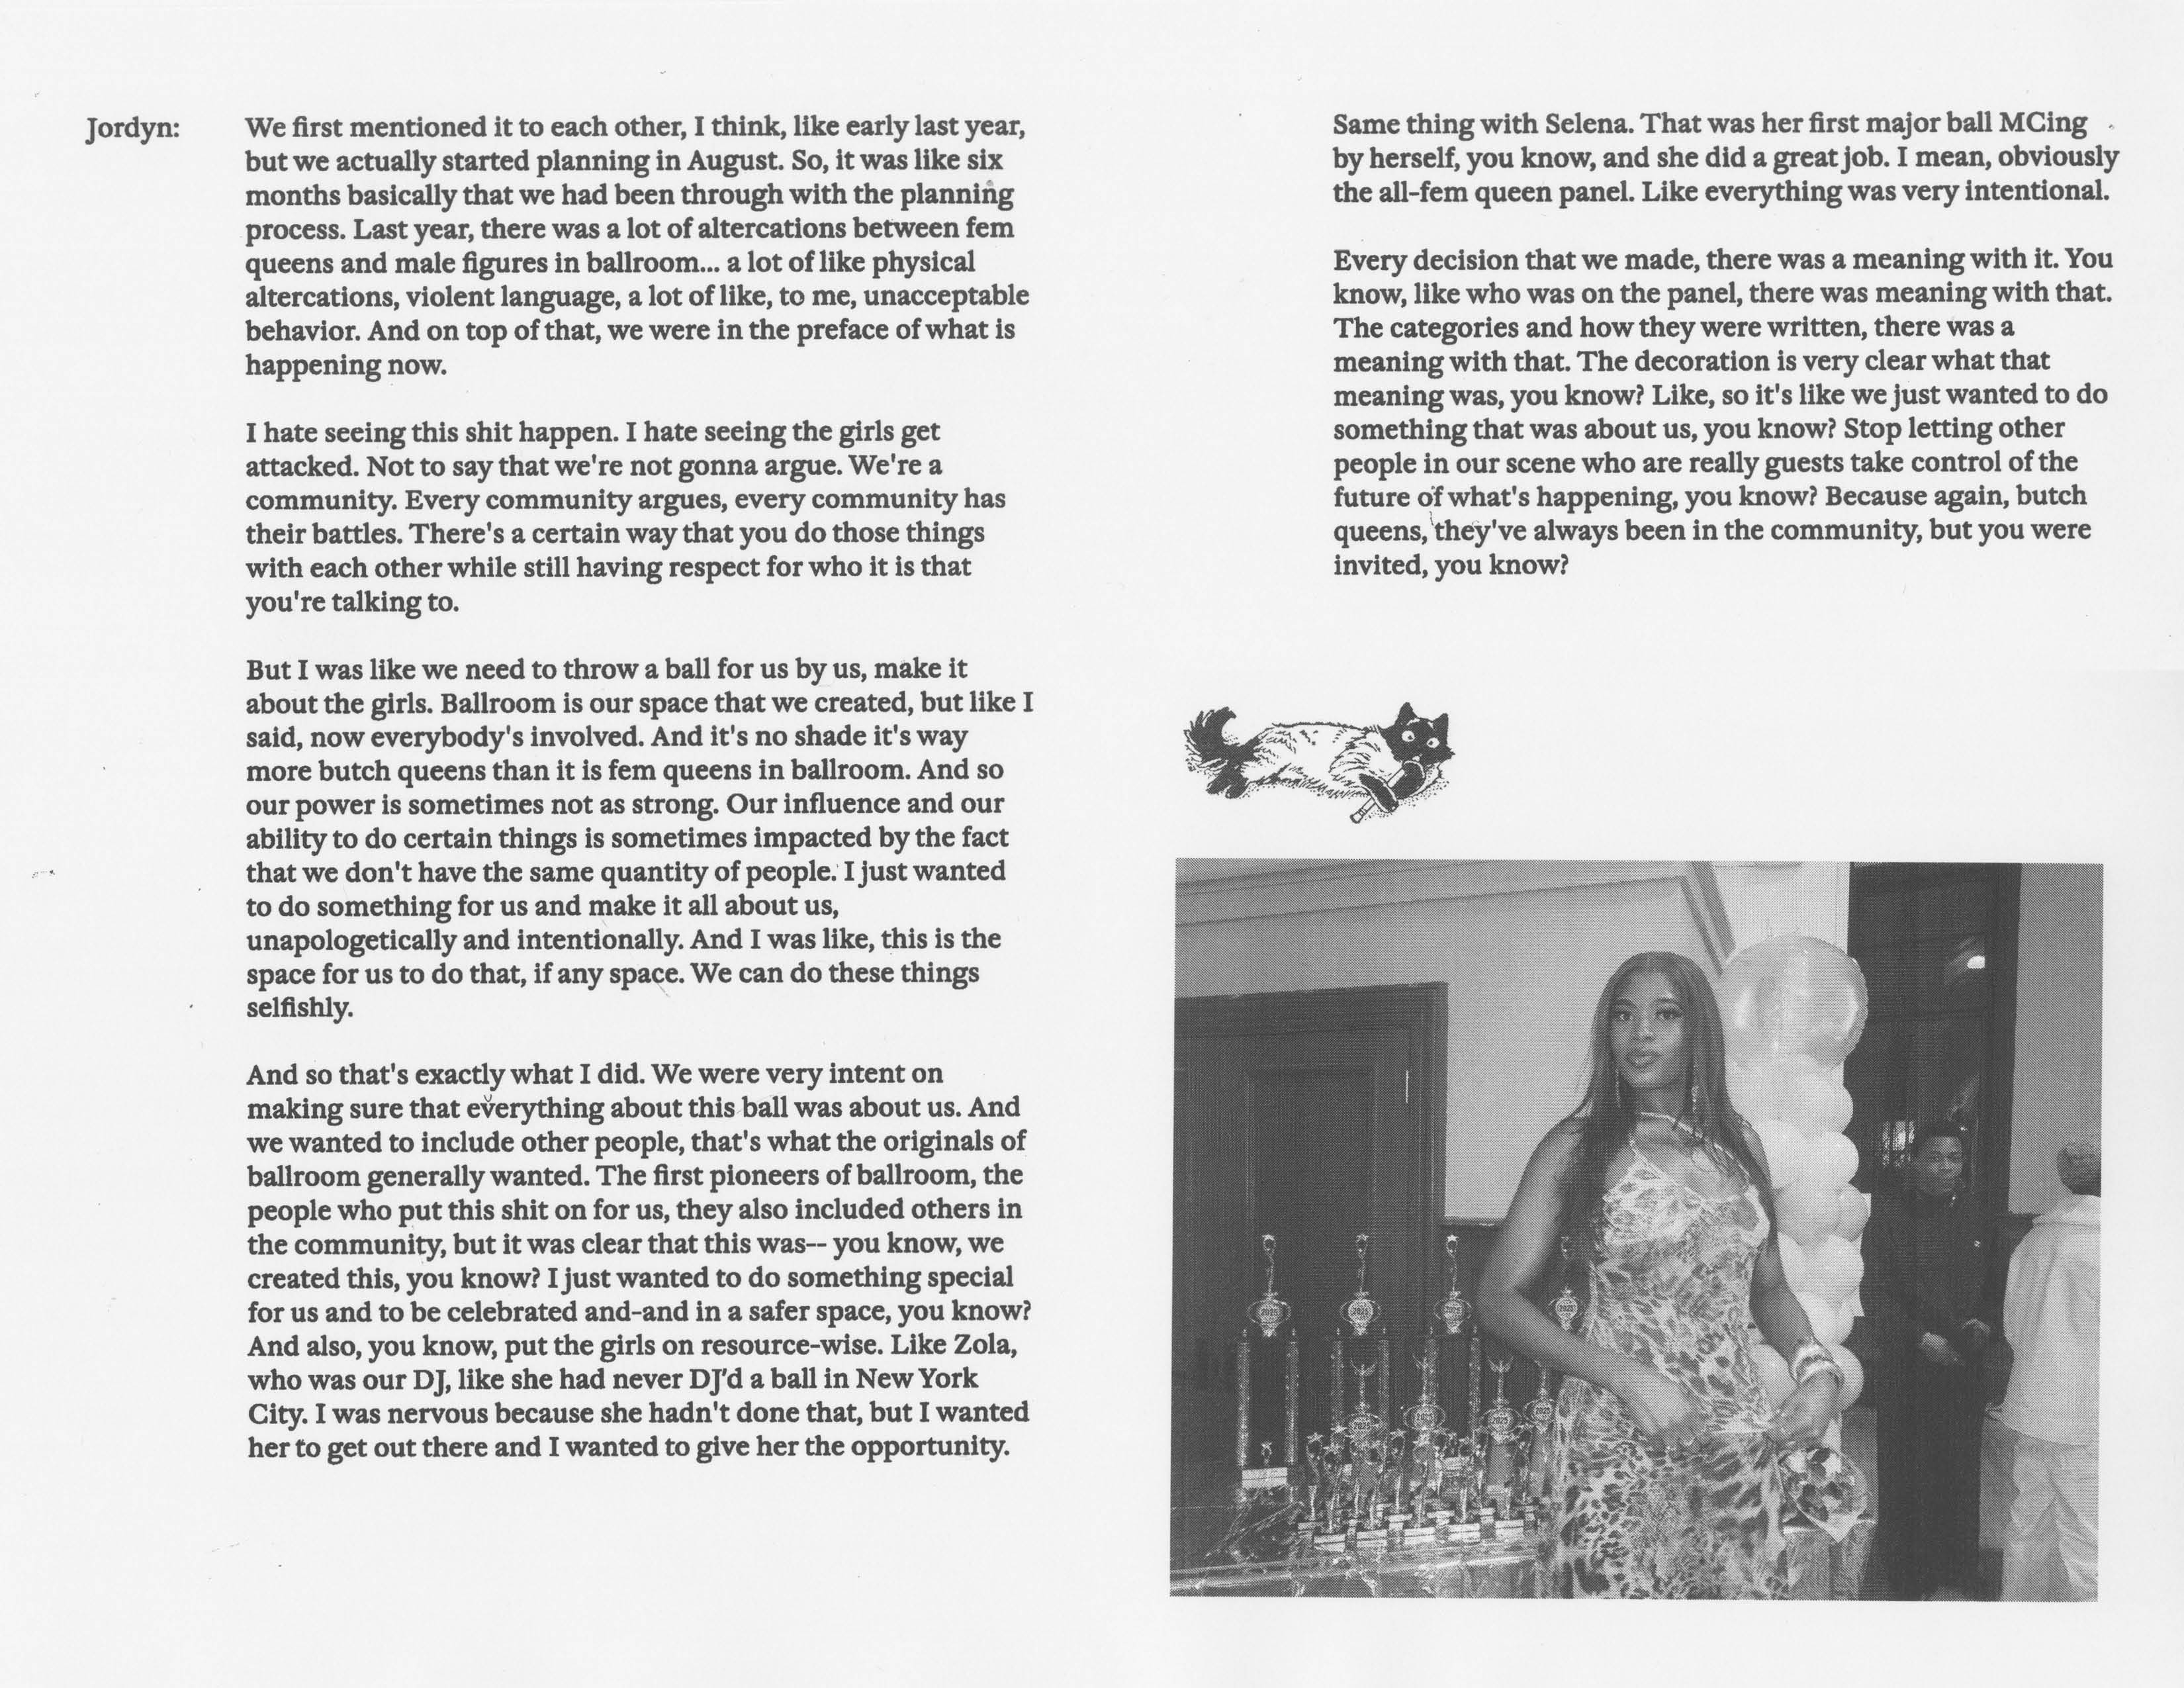 Jordyn:
We first mentioned it to each other, I think, like early last year,
but we actually started planning in August. So, it was like six
months basically that we had been through with the planning
process. Last year, there was a lot of altercations between fem
queens and male figures in ballroom... a lot of like physical
altercations, violent language, a lot of like, to me, unacceptable
behavior. And on top of that, we were in the preface of what is
happening now.
I hate seeing this shit happen. I hate seeing the girls get
attacked. Not to say that we're not gonna argue. We're a
community. Every community argues, every community has
their battles. There's a certain way that you do those things
with each other while still having respect for who it is that
you're talking to.
But I was like we need to throw a ball for us by us, make it
about the girls. Ballroom is our space that we created, but like I
said, now everybody's involved. And it's no shade it's way
more butch queens than it is fem queens in ballroom. And so
our power is sometimes not as strong. Our influence and our
ability to do certain things is sometimes impacted by the fact
that we don't have the same quantity of people. I just wanted
to do something for us and make it all about us,
unapologetically and intentionally. And I was like, this is the
space for us to do that, if any space. We can do these things
selfishly.
And so that's exactly what I did. We were very intent on
making sure that everything about this ball was about us. And
we wanted to include other people, that's what the originals of
ballroom generally wanted. The first pioneers of ballroom, the
people who put this shit on for us, they also included others in
the community, but it was clear that this was-- you know, we
created this, you know? I just wanted to do something special
for us and to be celebrated and-and in a safer space, you know?
And also, you know, put the girls on resource-wise. Like Zola,
who was our DJ, like she had never DJ'd a ball in New York
City. I was nervous because she hadn't done that, but I wanted
her to get out there and I wanted to give her the opportunity.
Same thing with Selena. That was her first major ball MCing
by herself, you know, and she did a great job. I mean, obviously
the all-fem queen panel. Like everything was very intentional.
Every decision that we made, there was a meaning with it. You
know, like who was on the panel, there was meaning with that.
The categories and how they were written, there was a
meaning with that. The decoration is very clear what that
meaning was, you know? Like, so it's like we just wanted to do
something that was about us, you know? Stop letting other
people in our scene who are really guests take control of the
future of what's happening, you know? Because again, butch
queens, they've always been in the community, but you were
invited, you know?
2025
2025
2025
2025
2025
2025
2025
2025